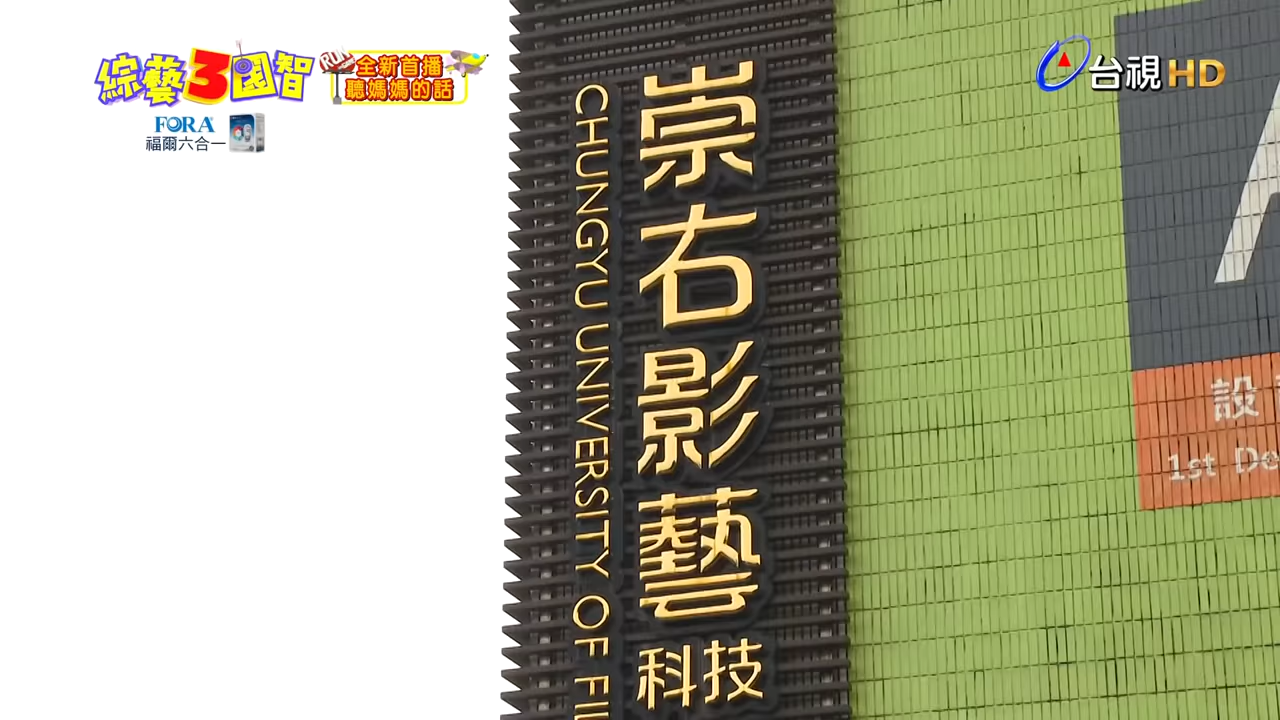 綜藝3國智
RUN
全新首播
聽媽媽的話
FORA
福爾六合一
台視HD
崇右影藝
科技
CHUNGYU UNIVERSITY OF FI
設
1st De